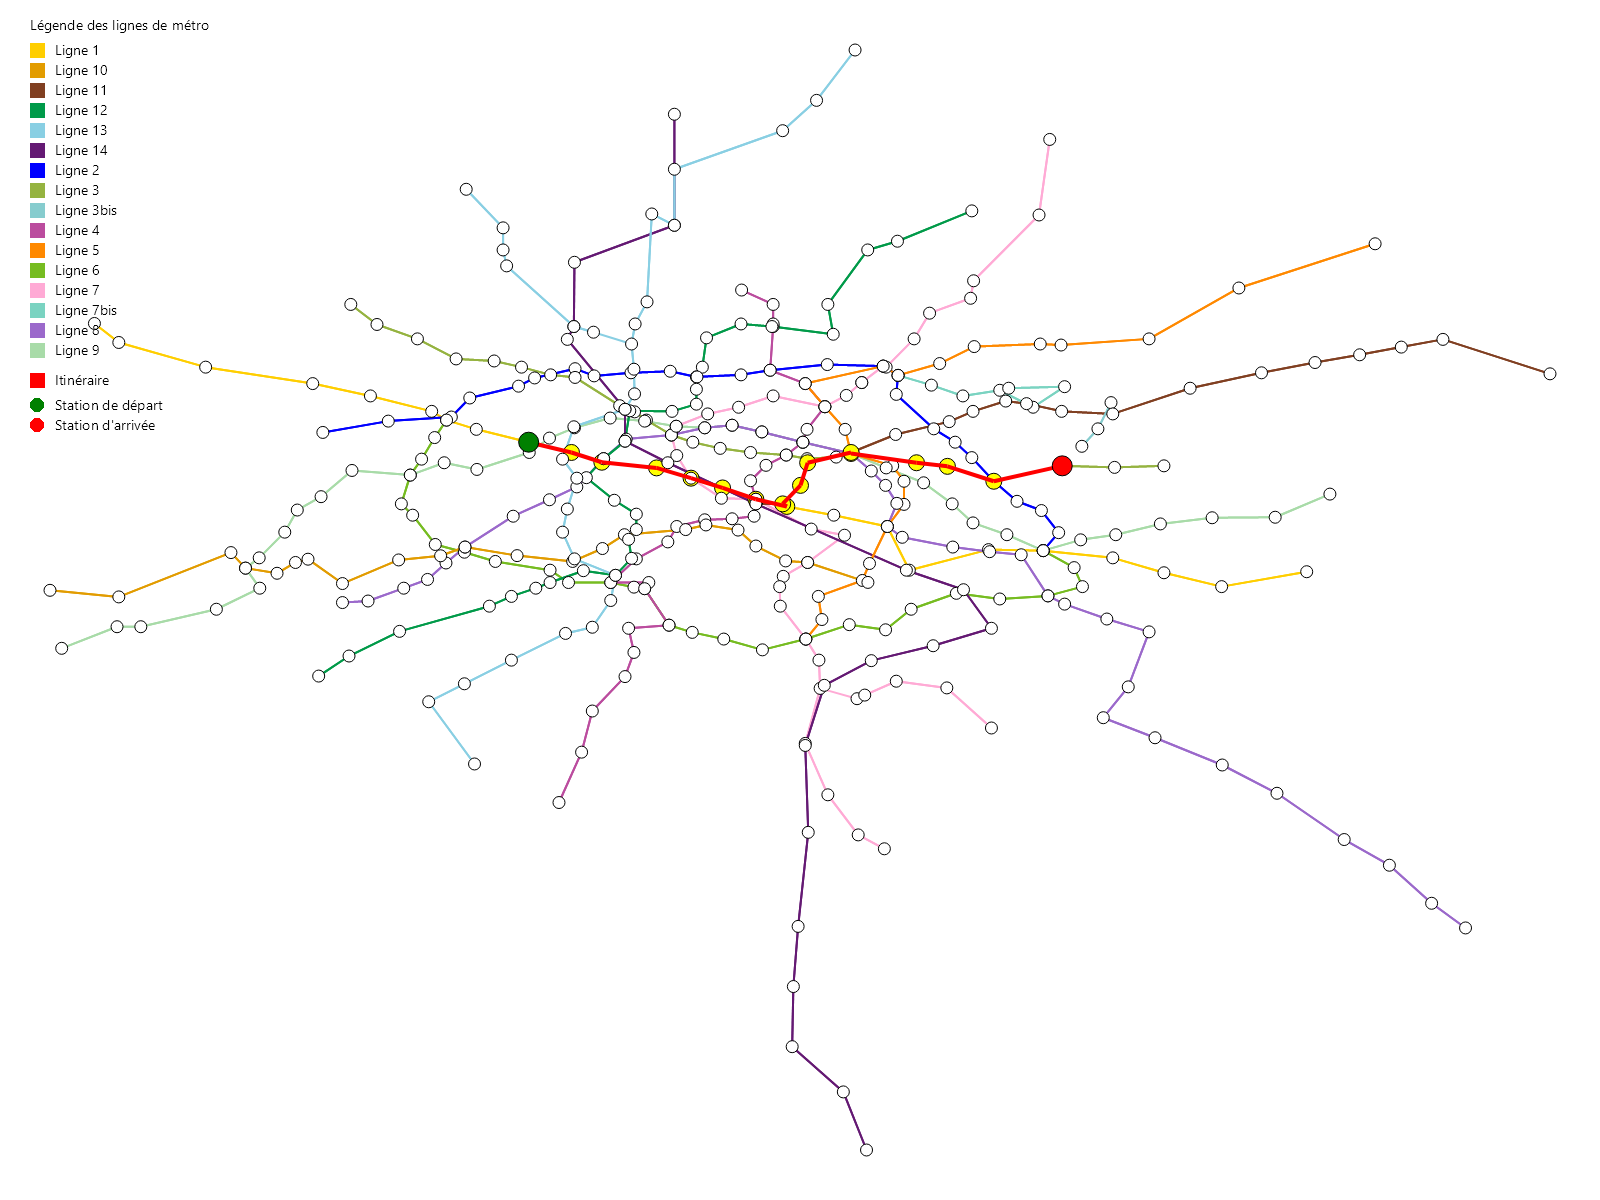 Légende des lignes de métro
Ligne 1
Ligne 10
Ligne 11
Ligne 12
Ligne 13
Ligne 14
Ligne 2
Ligne 3
Ligne 3bis
Ligne 4
Ligne 5
Ligne 6
Ligne 7
Ligne 7bis
Ligne 8
Ligne 9
Itinéraire
Station de départ
Station d'arrivée